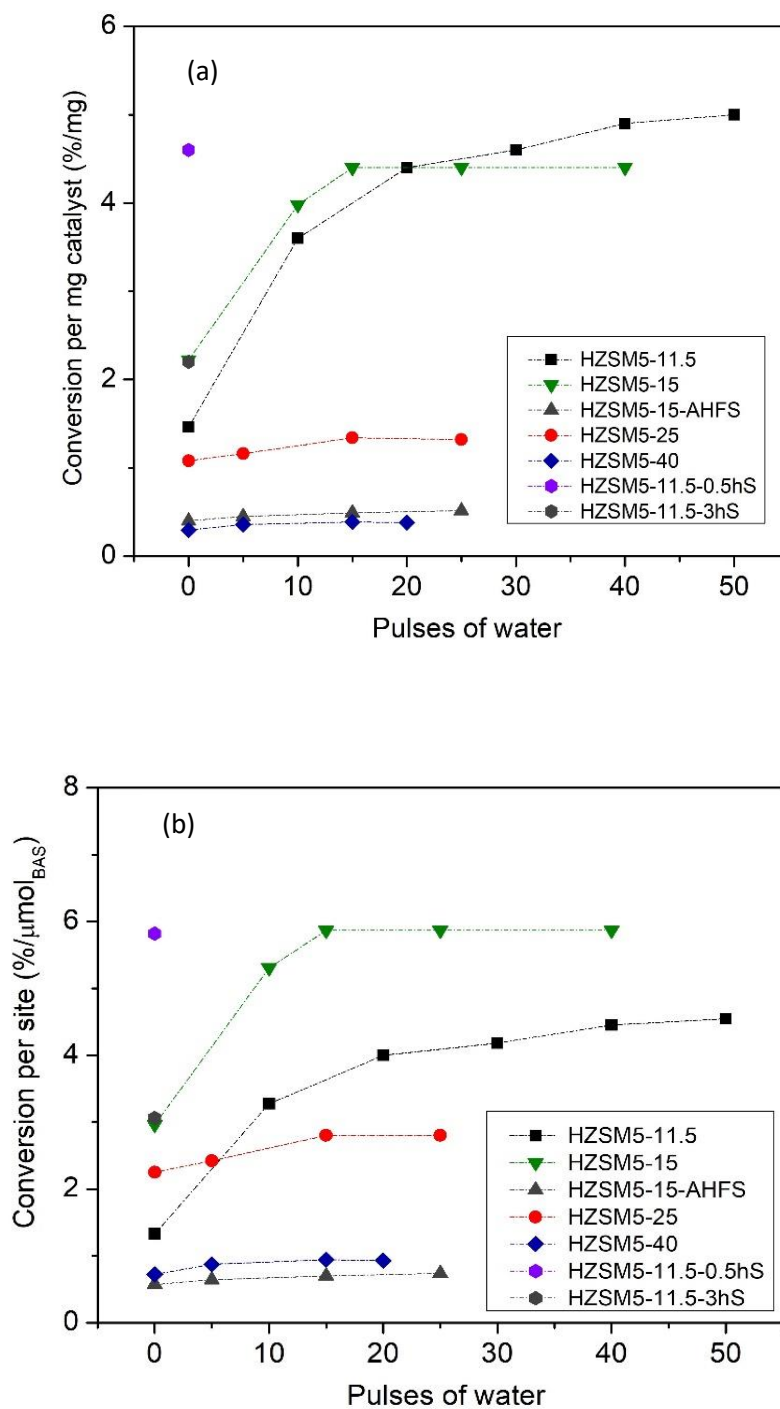 (a)
Conversion per mg catalyst (%/mg)
6
4
2
0
HZSM5-11.5
HZSM5-15
HZSM5-15-AHFS
HZSM5-25
HZSM5-40
HZSM5-11.5-0.5hS
HZSM5-11.5-3hS
0 10 20 30 40 50
Pulses of water
(b)
Conversion per site (%/μmol_BAS)
8
6
4
2
0
HZSM5-11.5
HZSM5-15
HZSM5-15-AHFS
HZSM5-25
HZSM5-40
HZSM5-11.5-0.5hS
HZSM5-11.5-3hS
0 10 20 30 40 50
Pulses of water